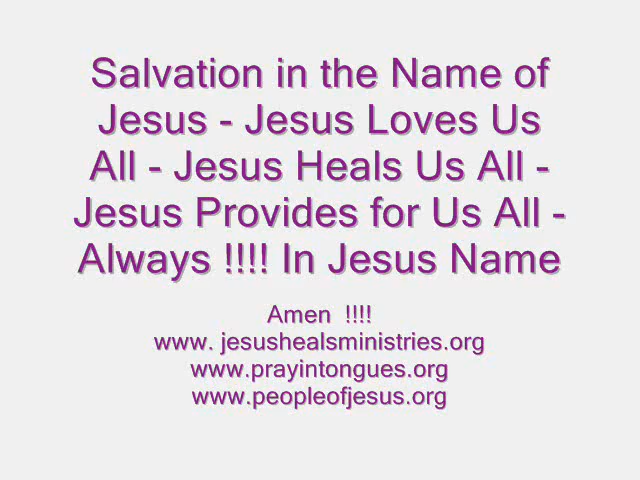 Salvation in the Name of
Jesus - Jesus Loves Us
All - Jesus Heals Us All -
Jesus Provides for Us All -
Always !!!! In Jesus Name
Amen  !!!!
www. jesushealsministries.org
www.prayintongues.org
www.peopleofjesus.org